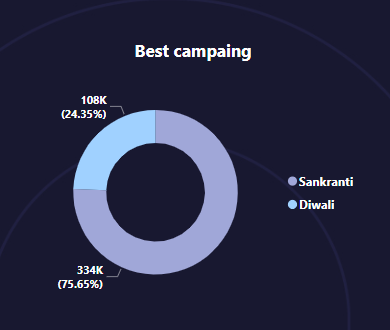 Best campaing
108K
(24.35%)
Sankranti
Diwali
334K
(75.65%)